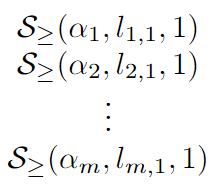 𝒮≥(α₁, l₁,₁, 1)
𝒮≥(α₂, l₂,₁, 1)
⋮
𝒮≥(αₘ, lₘ,₁, 1)